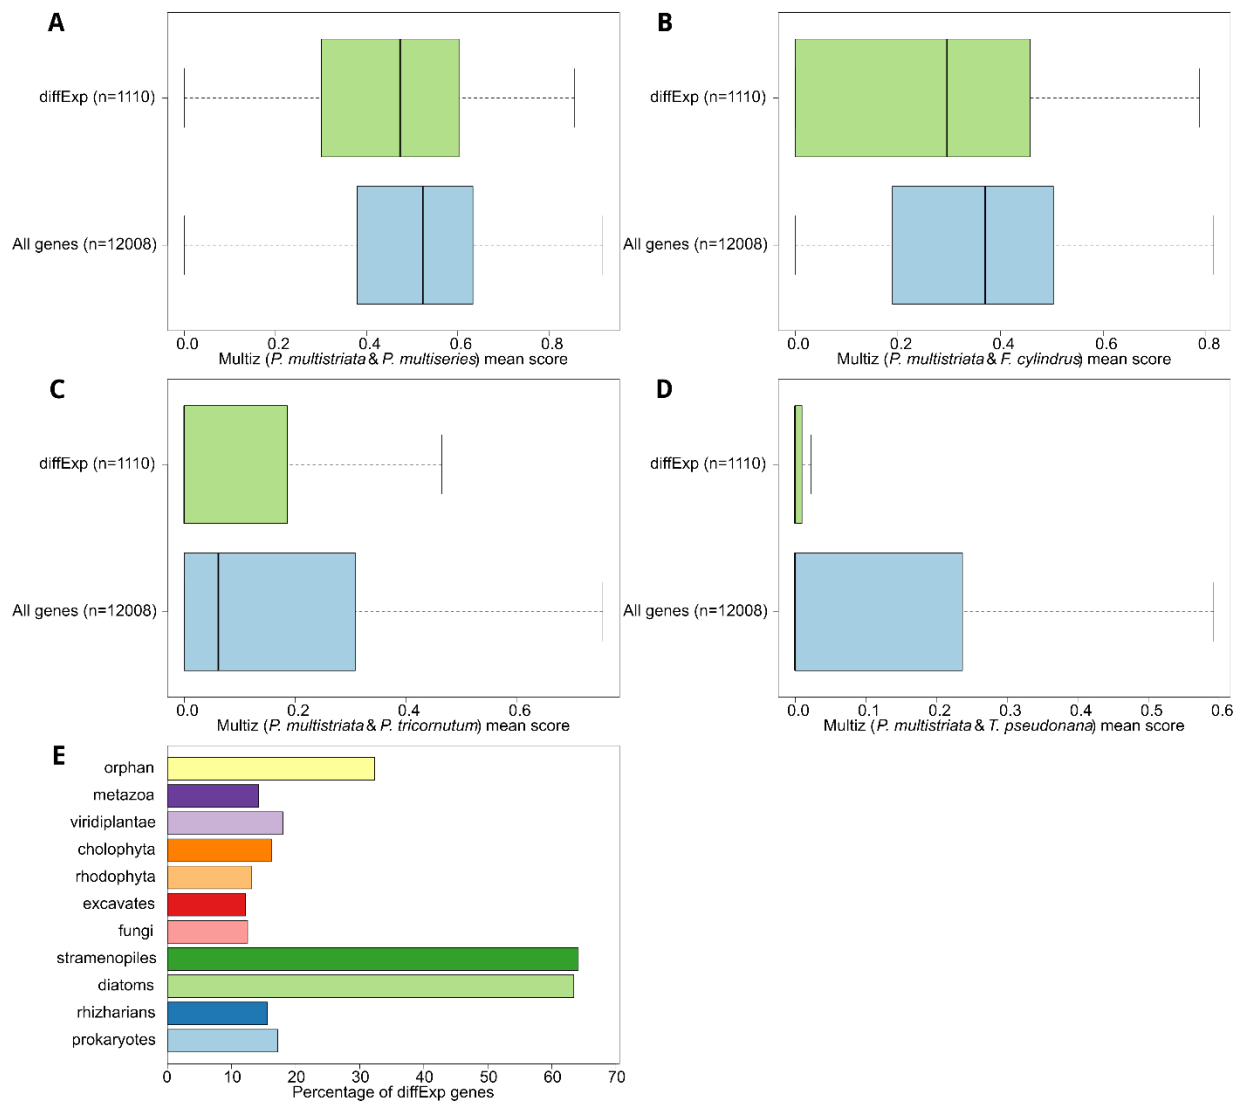 A
diffExp (n=1110)
All genes (n=12008)
0.0 0.2 0.4 0.6 0.8
Multiz (P. multistriata & P. multiseries) mean score
B
diffExp (n=1110)
All genes (n=12008)
0.0 0.2 0.4 0.6 0.8
Multiz (P. multistriata & F. cylindrus) mean score
C
diffExp (n=1110)
All genes (n=12008)
0.0 0.2 0.4 0.6
Multiz (P. multistriata & P. tricornutum) mean score
D
diffExp (n=1110)
All genes (n=12008)
0.0 0.1 0.2 0.3 0.4 0.5 0.6
Multiz (P. multistriata & T. pseudonana) mean score
E
orphan
metazoa
viridiplantae
cholophyta
rhodophyta
excavates
fungi
stramenopiles
diatoms
rhizharians
prokaryotes
0 10 20 30 40 50 60 70
Percentage of diffExp genes